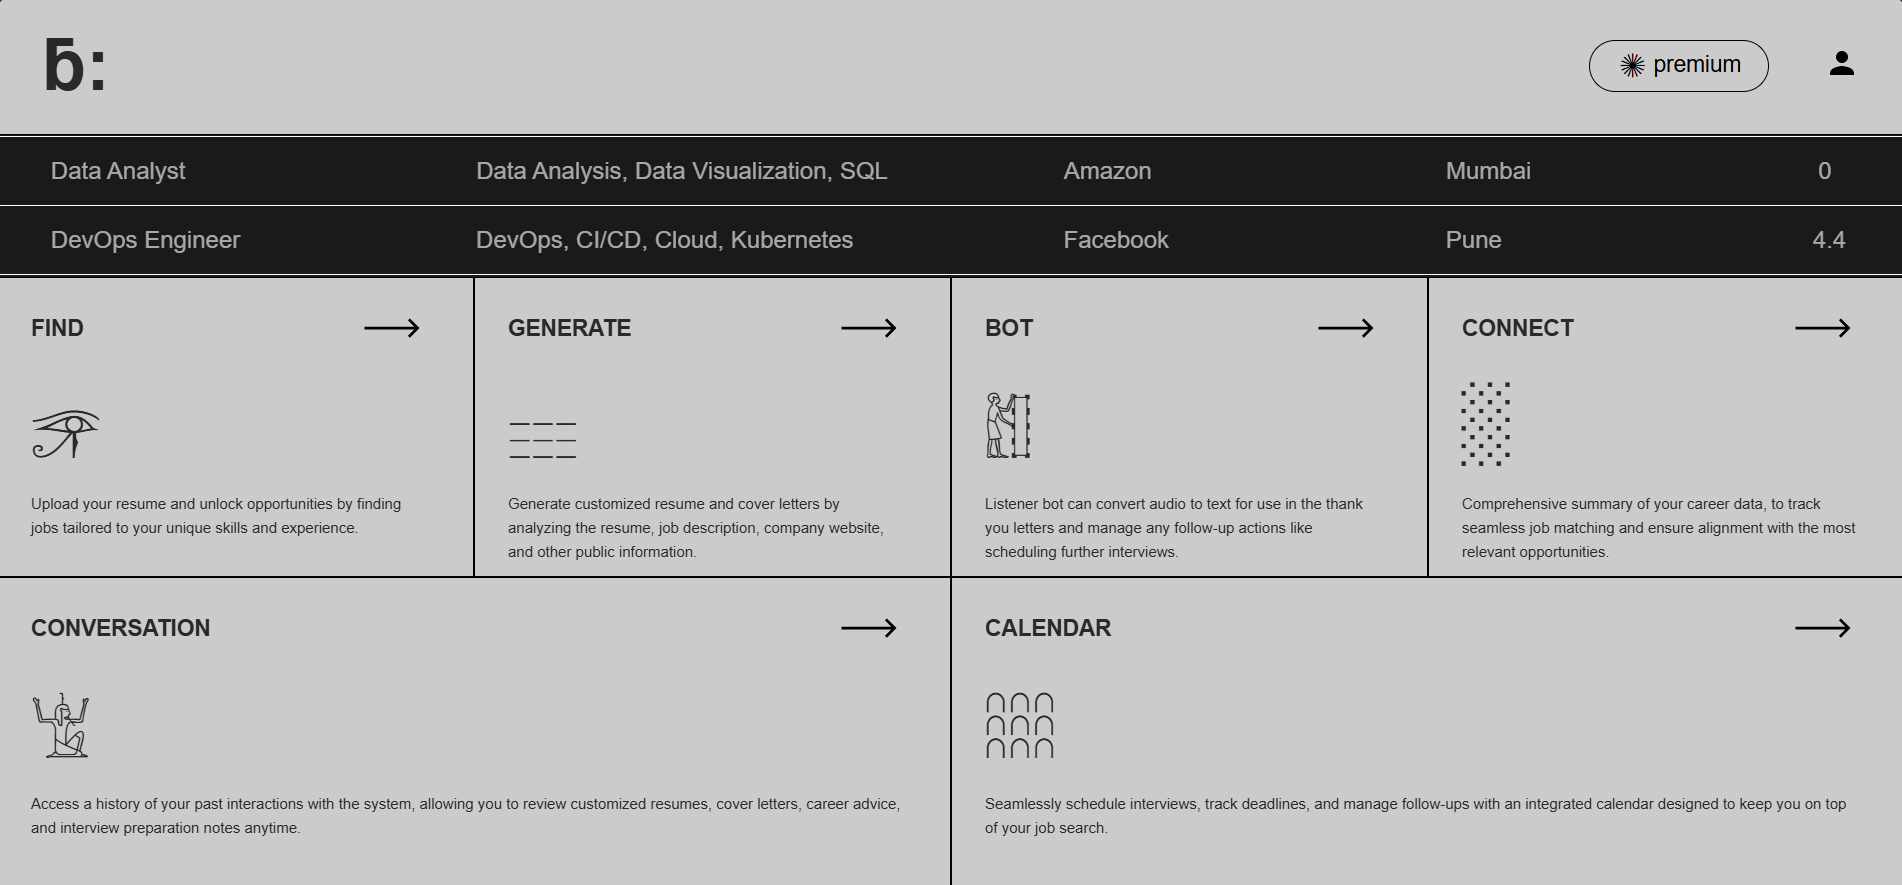 ƃ:
premium
Data Analyst Data Analysis, Data Visualization, SQL Amazon Mumbai 0
DevOps Engineer DevOps, CI/CD, Cloud, Kubernetes Facebook Pune 4.4
FIND
Upload your resume and unlock opportunities by finding
jobs tailored to your unique skills and experience.
GENERATE
Generate customized resume and cover letters by
analyzing the resume, job description, company website,
and other public information.
BOT
Listener bot can convert audio to text for use in the thank
you letters and manage any follow-up actions like
scheduling further interviews.
CONNECT
Comprehensive summary of your career data, to track
seamless job matching and ensure alignment with the most
relevant opportunities.
CONVERSATION
Access a history of your past interactions with the system, allowing you to review customized resumes, cover letters, career advice,
and interview preparation notes anytime.
CALENDAR
Seamlessly schedule interviews, track deadlines, and manage follow-ups with an integrated calendar designed to keep you on top
of your job search.